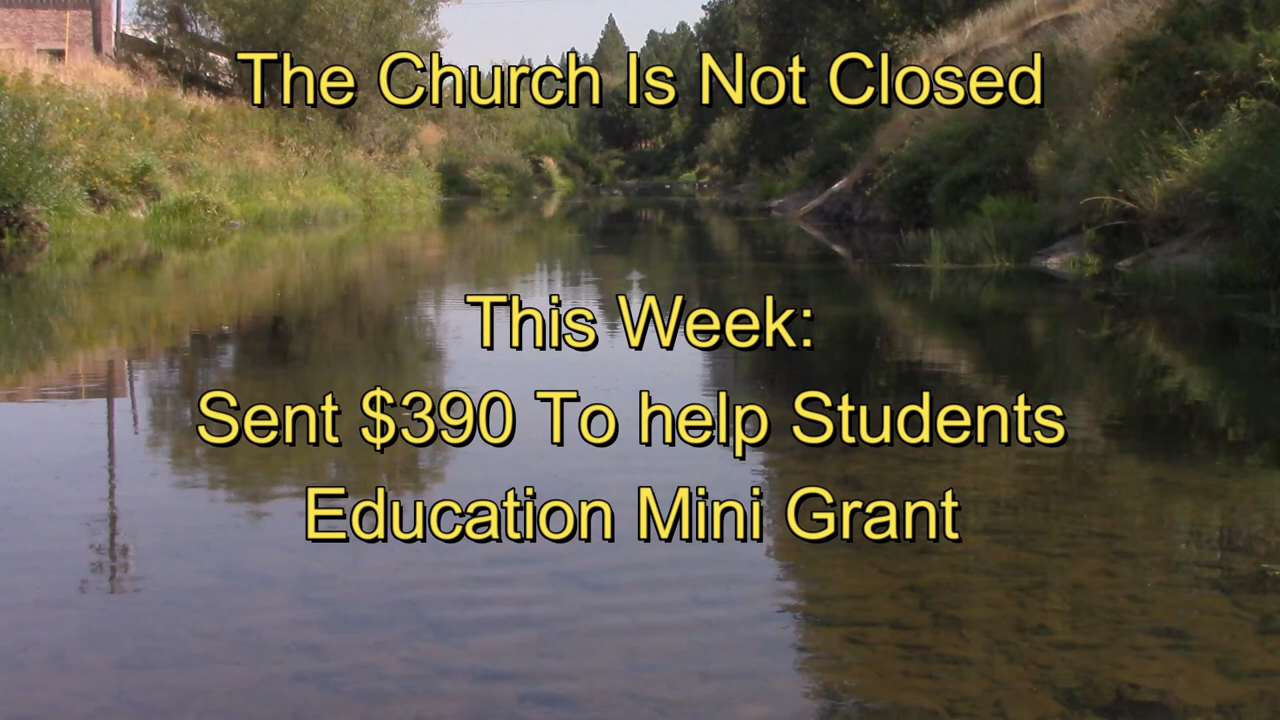 The Church Is Not Closed
This Week:
Sent $390 To help Students
Education Mini Grant